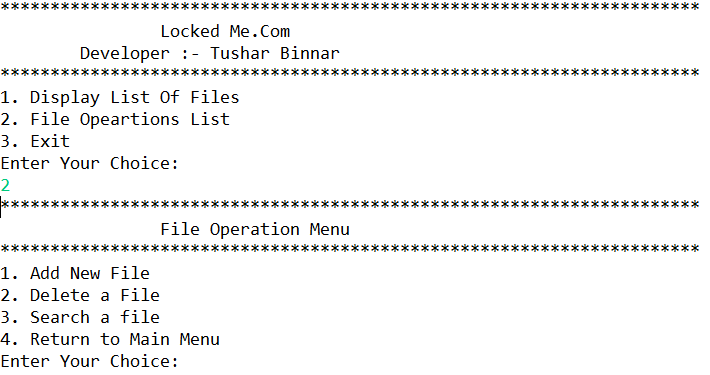 **********************************************************************
Locked Me.Com
Developer :- Tushar Binnar
**********************************************************************
1. Display List Of Files
2. File Opeartions List
3. Exit
Enter Your Choice:
2
**********************************************************************
File Operation Menu
**********************************************************************
1. Add New File
2. Delete a File
3. Search a file
4. Return to Main Menu
Enter Your Choice: